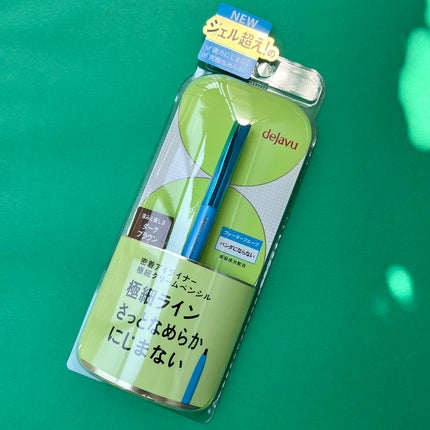 NEW
ジェル超え!の
dejavu
ダーク
ブラウン
ウォータープルーフ
パンダにならない
密着アイライナー
極細クリームペンシル
極細ライン
さっとなめらか、
にじまない